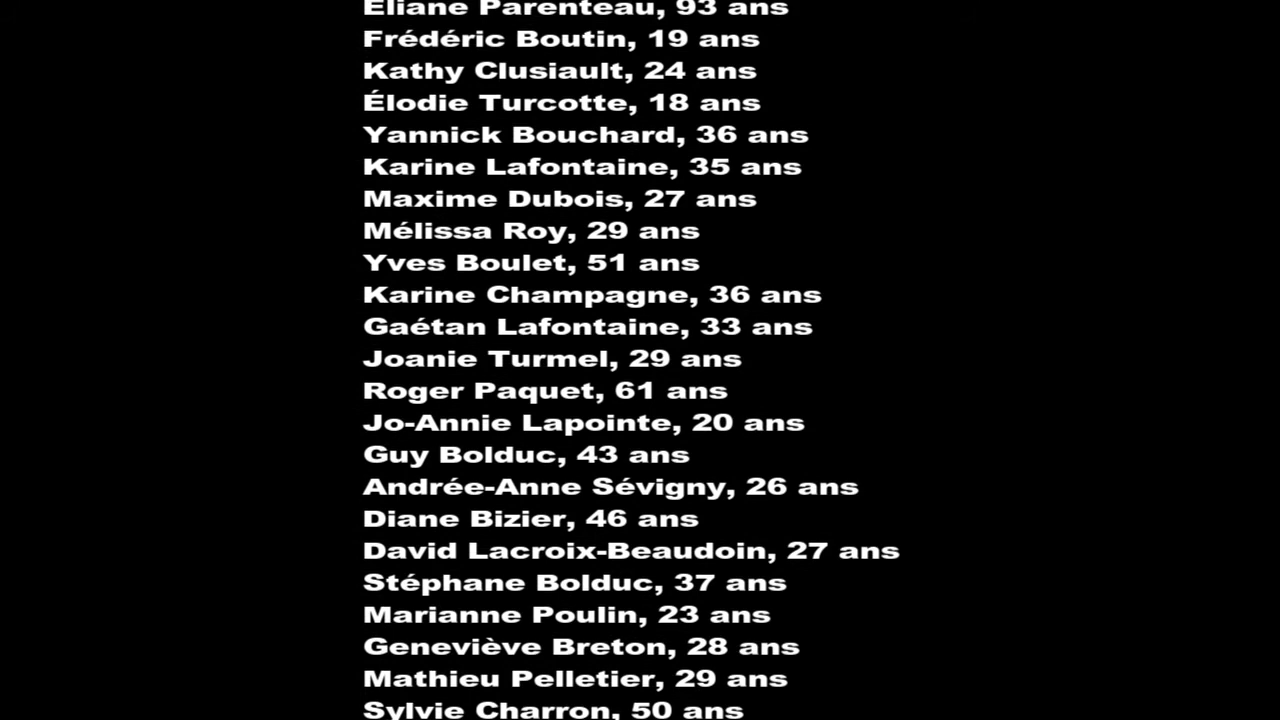 Éliane Parenteau, 93 ans
Frédéric Boutin, 19 ans
Kathy Clusiault, 24 ans
Élodie Turcotte, 18 ans
Yannick Bouchard, 36 ans
Karine Lafontaine, 35 ans
Maxime Dubois, 27 ans
Mélissa Roy, 29 ans
Yves Boulet, 51 ans
Karine Champagne, 36 ans
Gaétan Lafontaine, 33 ans
Joanie Turmel, 29 ans
Roger Paquet, 61 ans
Jo-Annie Lapointe, 20 ans
Guy Bolduc, 43 ans
Andrée-Anne Sévigny, 26 ans
Diane Bizier, 46 ans
David Lacroix-Beaudoin, 27 ans
Stéphane Bolduc, 37 ans
Marianne Poulin, 23 ans
Geneviève Breton, 28 ans
Mathieu Pelletier, 29 ans
Sylvie Charron, 50 ans